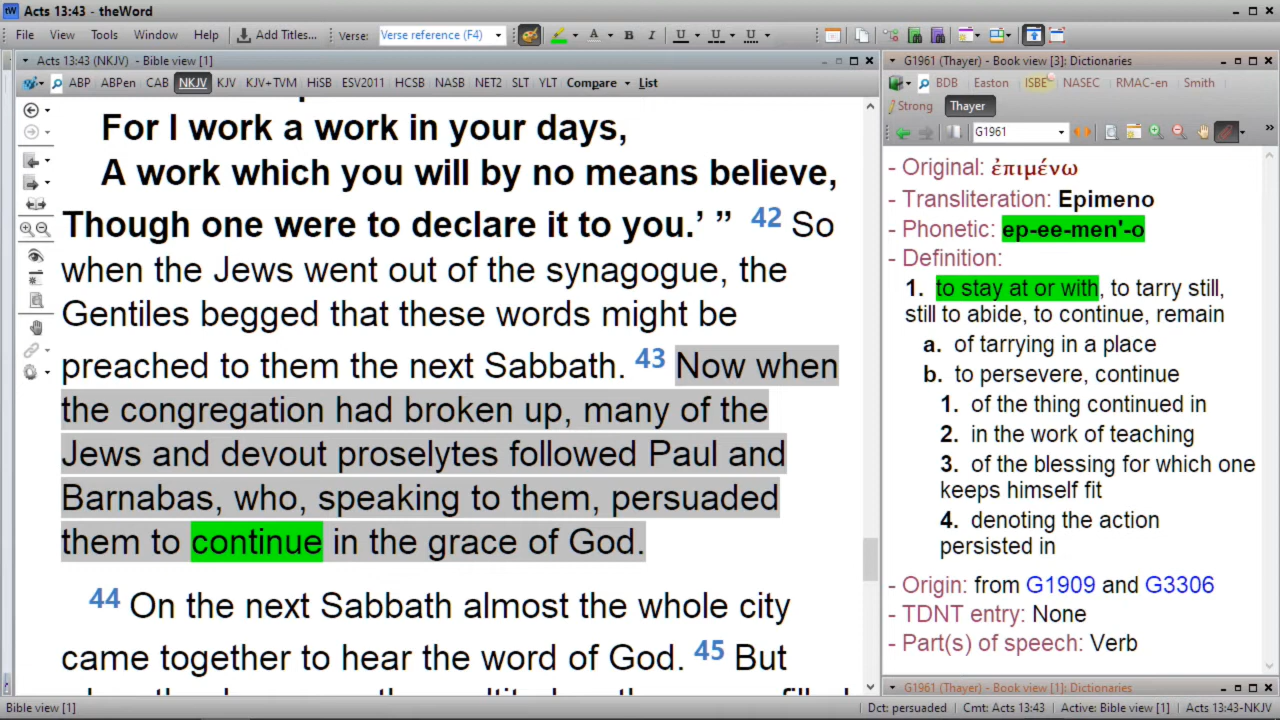 Acts 13:43 - theWord
File View Tools Window Help Add Titles... Verse: Verse reference (F4)
Acts 13:43 (NKJV) - Bible view [1]
ABP ABPen CAB NKJV KJV KJV+TVM HiSB ESV2011 HCSB NASB NET2 SLT YLT Compare List
For I work a work in your days,
A work which you will by no means believe,
Though one were to declare it to you.’ ” 42 So
when the Jews went out of the synagogue, the
Gentiles begged that these words might be
preached to them the next Sabbath. 43 Now when
the congregation had broken up, many of the
Jews and devout proselytes followed Paul and
Barnabas, who, speaking to them, persuaded
them to continue in the grace of God.
44 On the next Sabbath almost the whole city
came together to hear the word of God. 45 But
G1961 (Thayer) - Book view [3]: Dictionaries
BDB Easton ISBE NASEC RMAC-en Smith
Strong Thayer
G1961
- Original: ἐπιμένω
- Transliteration: Epimeno
- Phonetic: ep-ee-men'-o
- Definition:
1. to stay at or with, to tarry still,
still to abide, to continue, remain
a. of tarrying in a place
b. to persevere, continue
1. of the thing continued in
2. in the work of teaching
3. of the blessing for which one
keeps himself fit
4. denoting the action
persisted in
- Origin: from G1909 and G3306
- TDNT entry: None
- Part(s) of speech: Verb
G1961 (Thayer) - Book view [3]: Dictionaries
Bible view [1] Dct: persuaded Cmt: Acts 13:43 Active: Bible view [1] Acts 13:43-NKJV